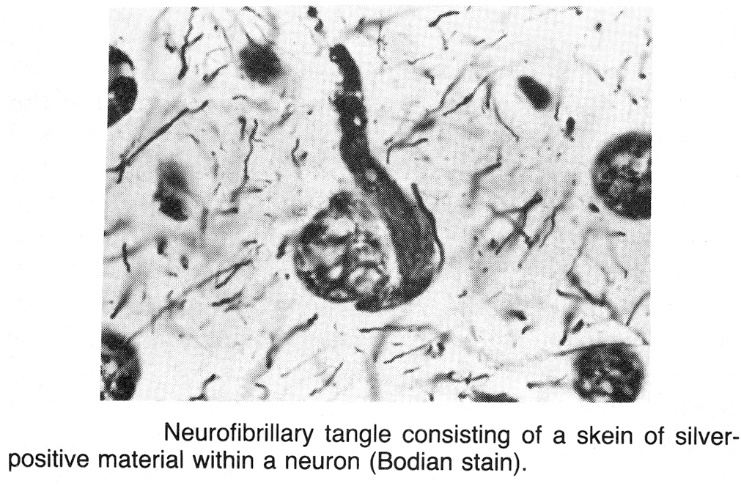 Neurofibrillary tangle consisting of a skein of silver-
positive material within a neuron (Bodian stain).